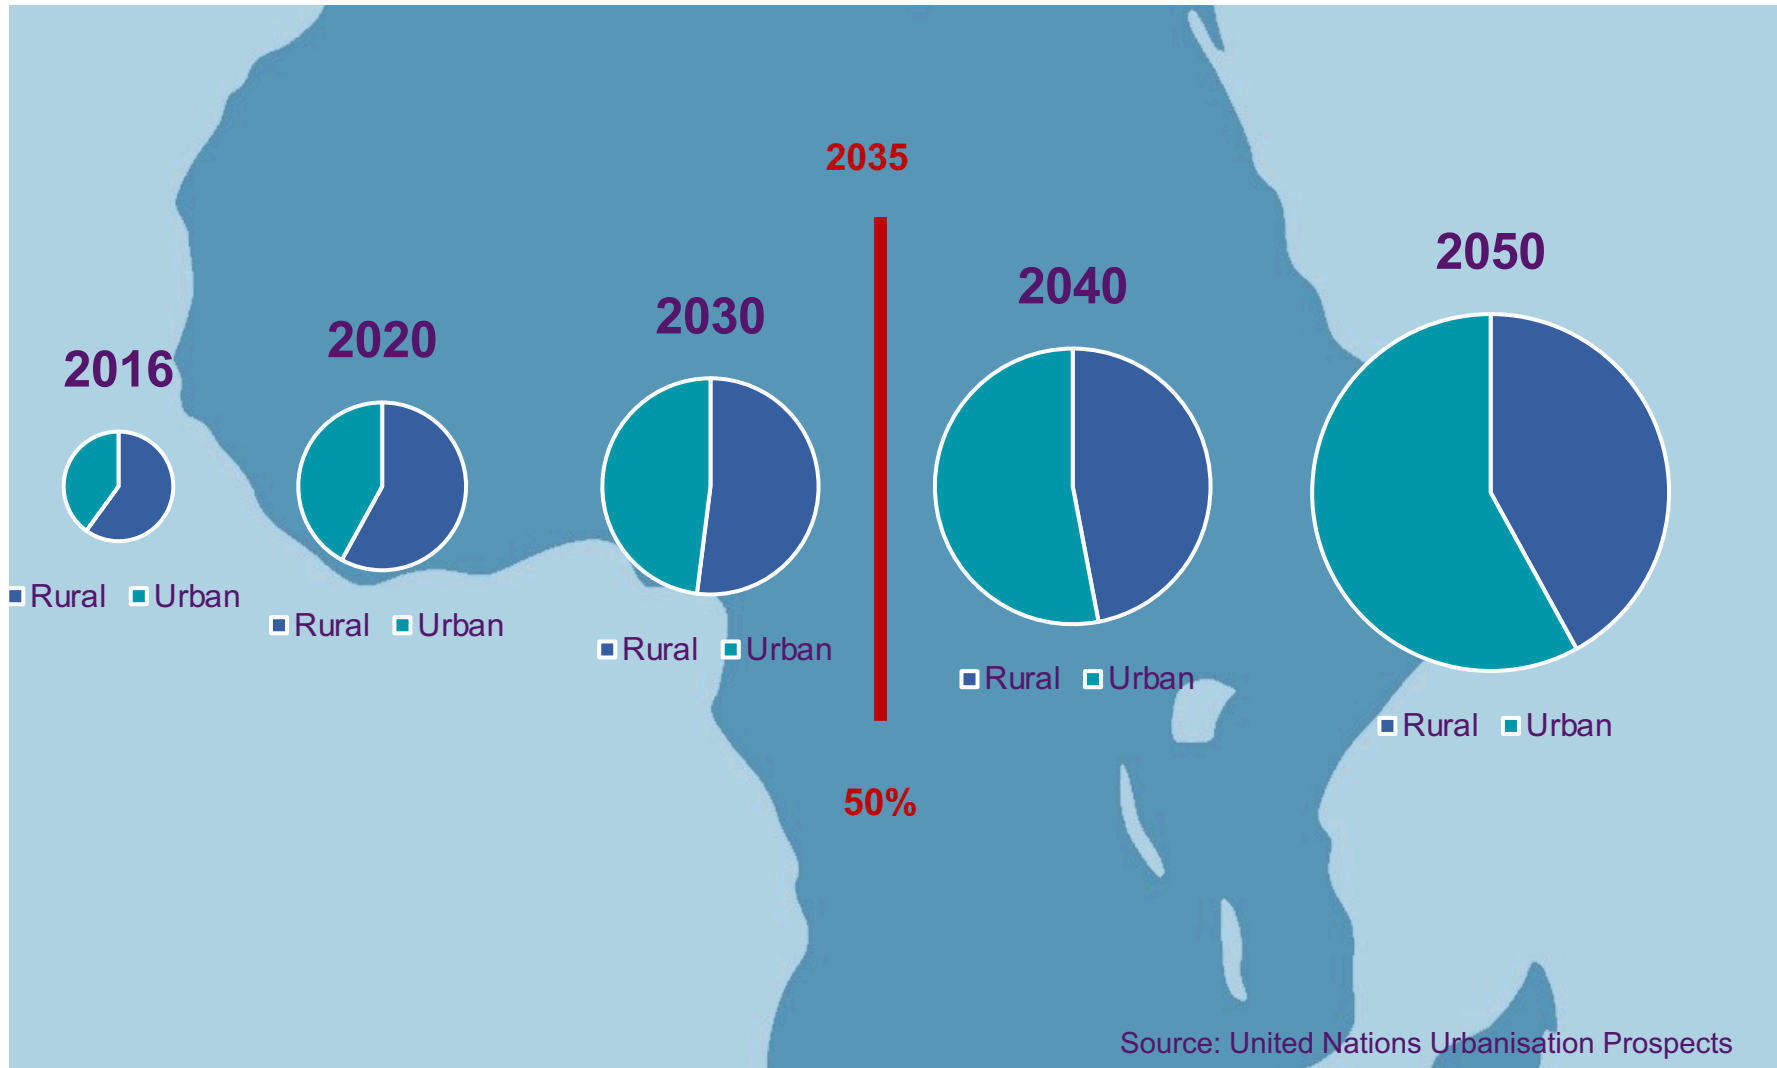 2016
Rural Urban
2020
Rural Urban
2030
Rural Urban
2035
50%
2040
Rural Urban
2050
Rural Urban
Source: United Nations Urbanisation Prospects